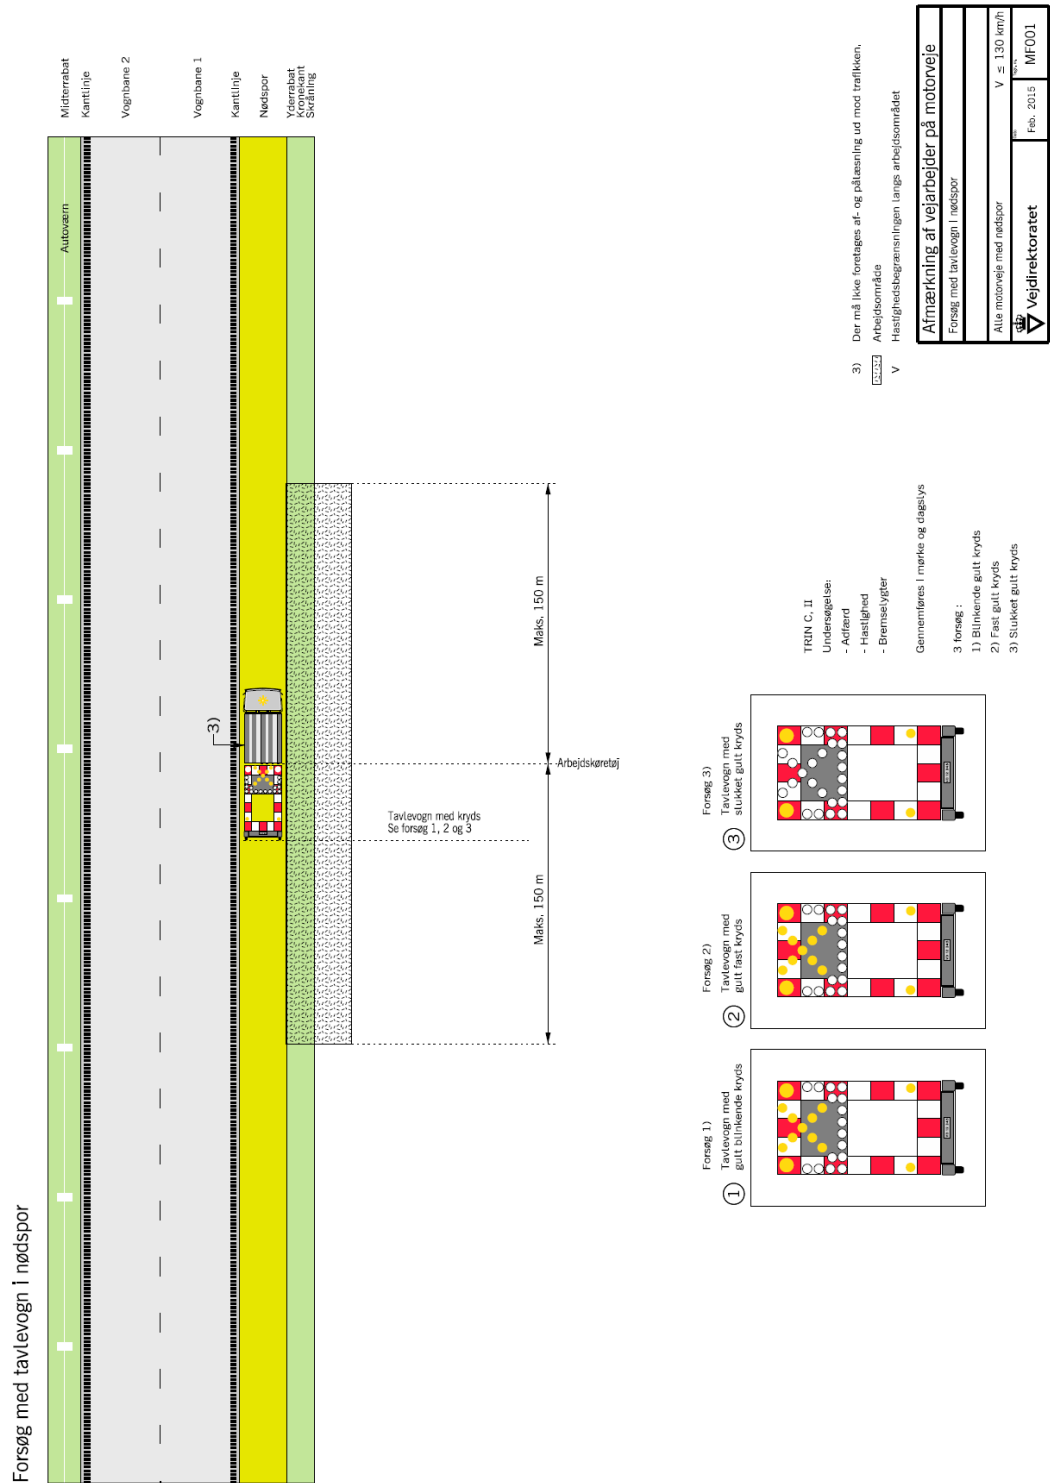 Forsøg med tavlevogn i nødspor
Midterrabat
Kantlinje
Vognbane 2
Vognbane 1
Kantlinje
Nødspor
Yderrabat
Kronekant
Skråning
Autoværn
3)
Maks. 150 m
Maks. 150 m
Arbejdskøretøj
Tavlevogn med kryds
Se forsøg 1, 2 og 3
Forsøg 1)
Tavlevogn med
gult blinkende kryds
1
Forsøg 2)
Tavlevogn med
gult fast kryds
2
Forsøg 3)
Tavlevogn med
slukket gult kryds
3
TRIN C, II
Undersøgelse:
- Adfærd
- Hastighed
- Bremselygter
Gennemføres i mørke og dagslys
3 forsøg :
1) Blinkende gult kryds
2) Fast gult kryds
3) Slukket gult kryds
3) Der må ikke foretages af- og pålæsning ud mod trafikken.
Arbejdsområde
V Hastighedsbegrænsningen langs arbejdsområdet
Afmærkning af vejarbejder på motorveje
Forsøg med tavlevogn i nødspor
Alle motorveje med nødspor V ≤ 130 km/h
Vejdirektoratet
Feb. 2015
MF001